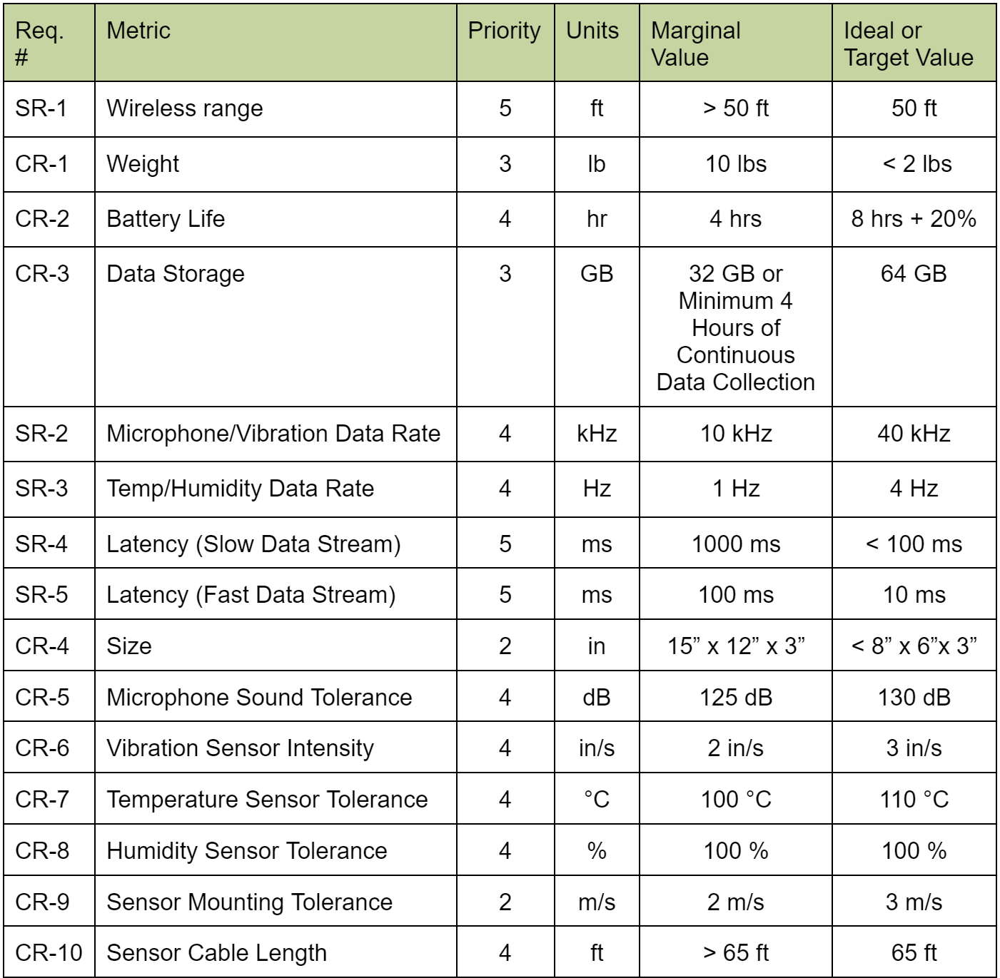 Req. # Metric Priority Units Marginal Value Ideal or Target Value
SR-1 Wireless range 5 ft > 50 ft 50 ft
CR-1 Weight 3 lb 10 lbs < 2 lbs
CR-2 Battery Life 4 hr 4 hrs 8 hrs + 20%
CR-3 Data Storage 3 GB 32 GB or 64 GB
Minimum 4
Hours of
Continuous
Data Collection
SR-2 Microphone/Vibration Data Rate 4 kHz 10 kHz 40 kHz
SR-3 Temp/Humidity Data Rate 4 Hz 1 Hz 4 Hz
SR-4 Latency (Slow Data Stream) 5 ms 1000 ms < 100 ms
SR-5 Latency (Fast Data Stream) 5 ms 100 ms 10 ms
CR-4 Size 2 in 15” x 12” x 3” < 8” x 6”x 3”
CR-5 Microphone Sound Tolerance 4 dB 125 dB 130 dB
CR-6 Vibration Sensor Intensity 4 in/s 2 in/s 3 in/s
CR-7 Temperature Sensor Tolerance 4 °C 100 °C 110 °C
CR-8 Humidity Sensor Tolerance 4 % 100 % 100 %
CR-9 Sensor Mounting Tolerance 2 m/s 2 m/s 3 m/s
CR-10 Sensor Cable Length 4 ft > 65 ft 65 ft